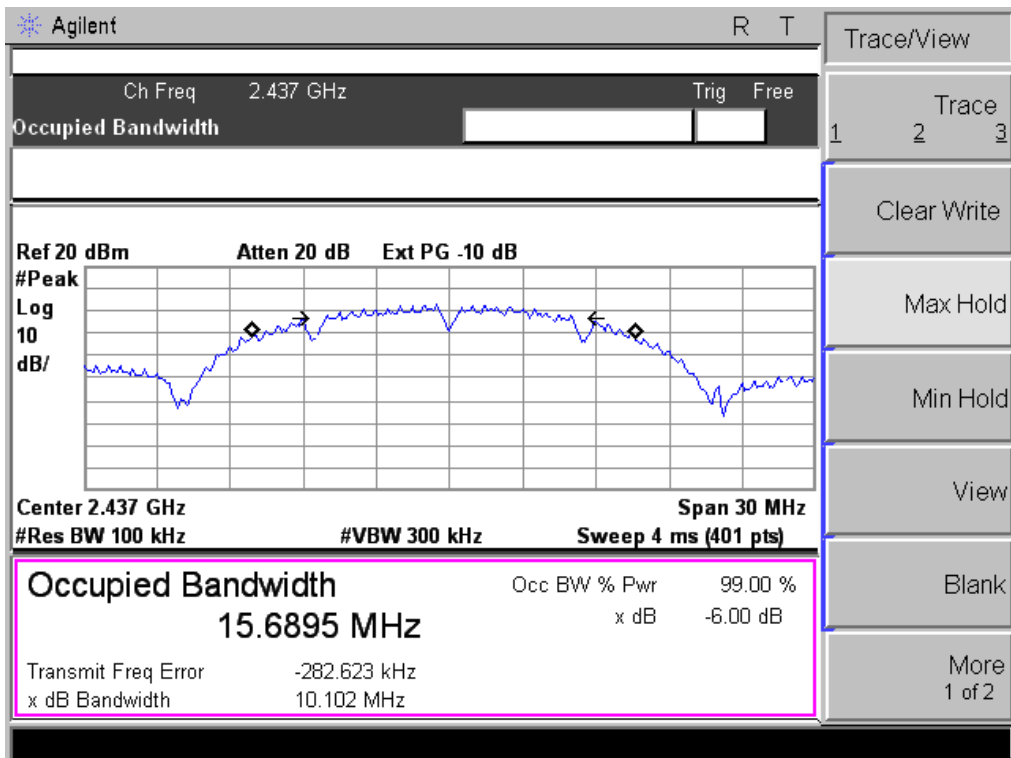 Agilent R T
Ch Freq 2.437 GHz Trig Free
Occupied Bandwidth
Ref 20 dBm Atten 20 dB Ext PG -10 dB
#Peak
Log
10
dB/
Center 2.437 GHz Span 30 MHz
#Res BW 100 kHz #VBW 300 kHz Sweep 4 ms (401 pts)
Occupied Bandwidth Occ BW % Pwr 99.00 %
15.6895 MHz x dB -6.00 dB
Transmit Freq Error -282.623 kHz
x dB Bandwidth 10.102 MHz
Trace/View
Trace
1 2 3
Clear Write
Max Hold
Min Hold
View
Blank
More
1 of 2